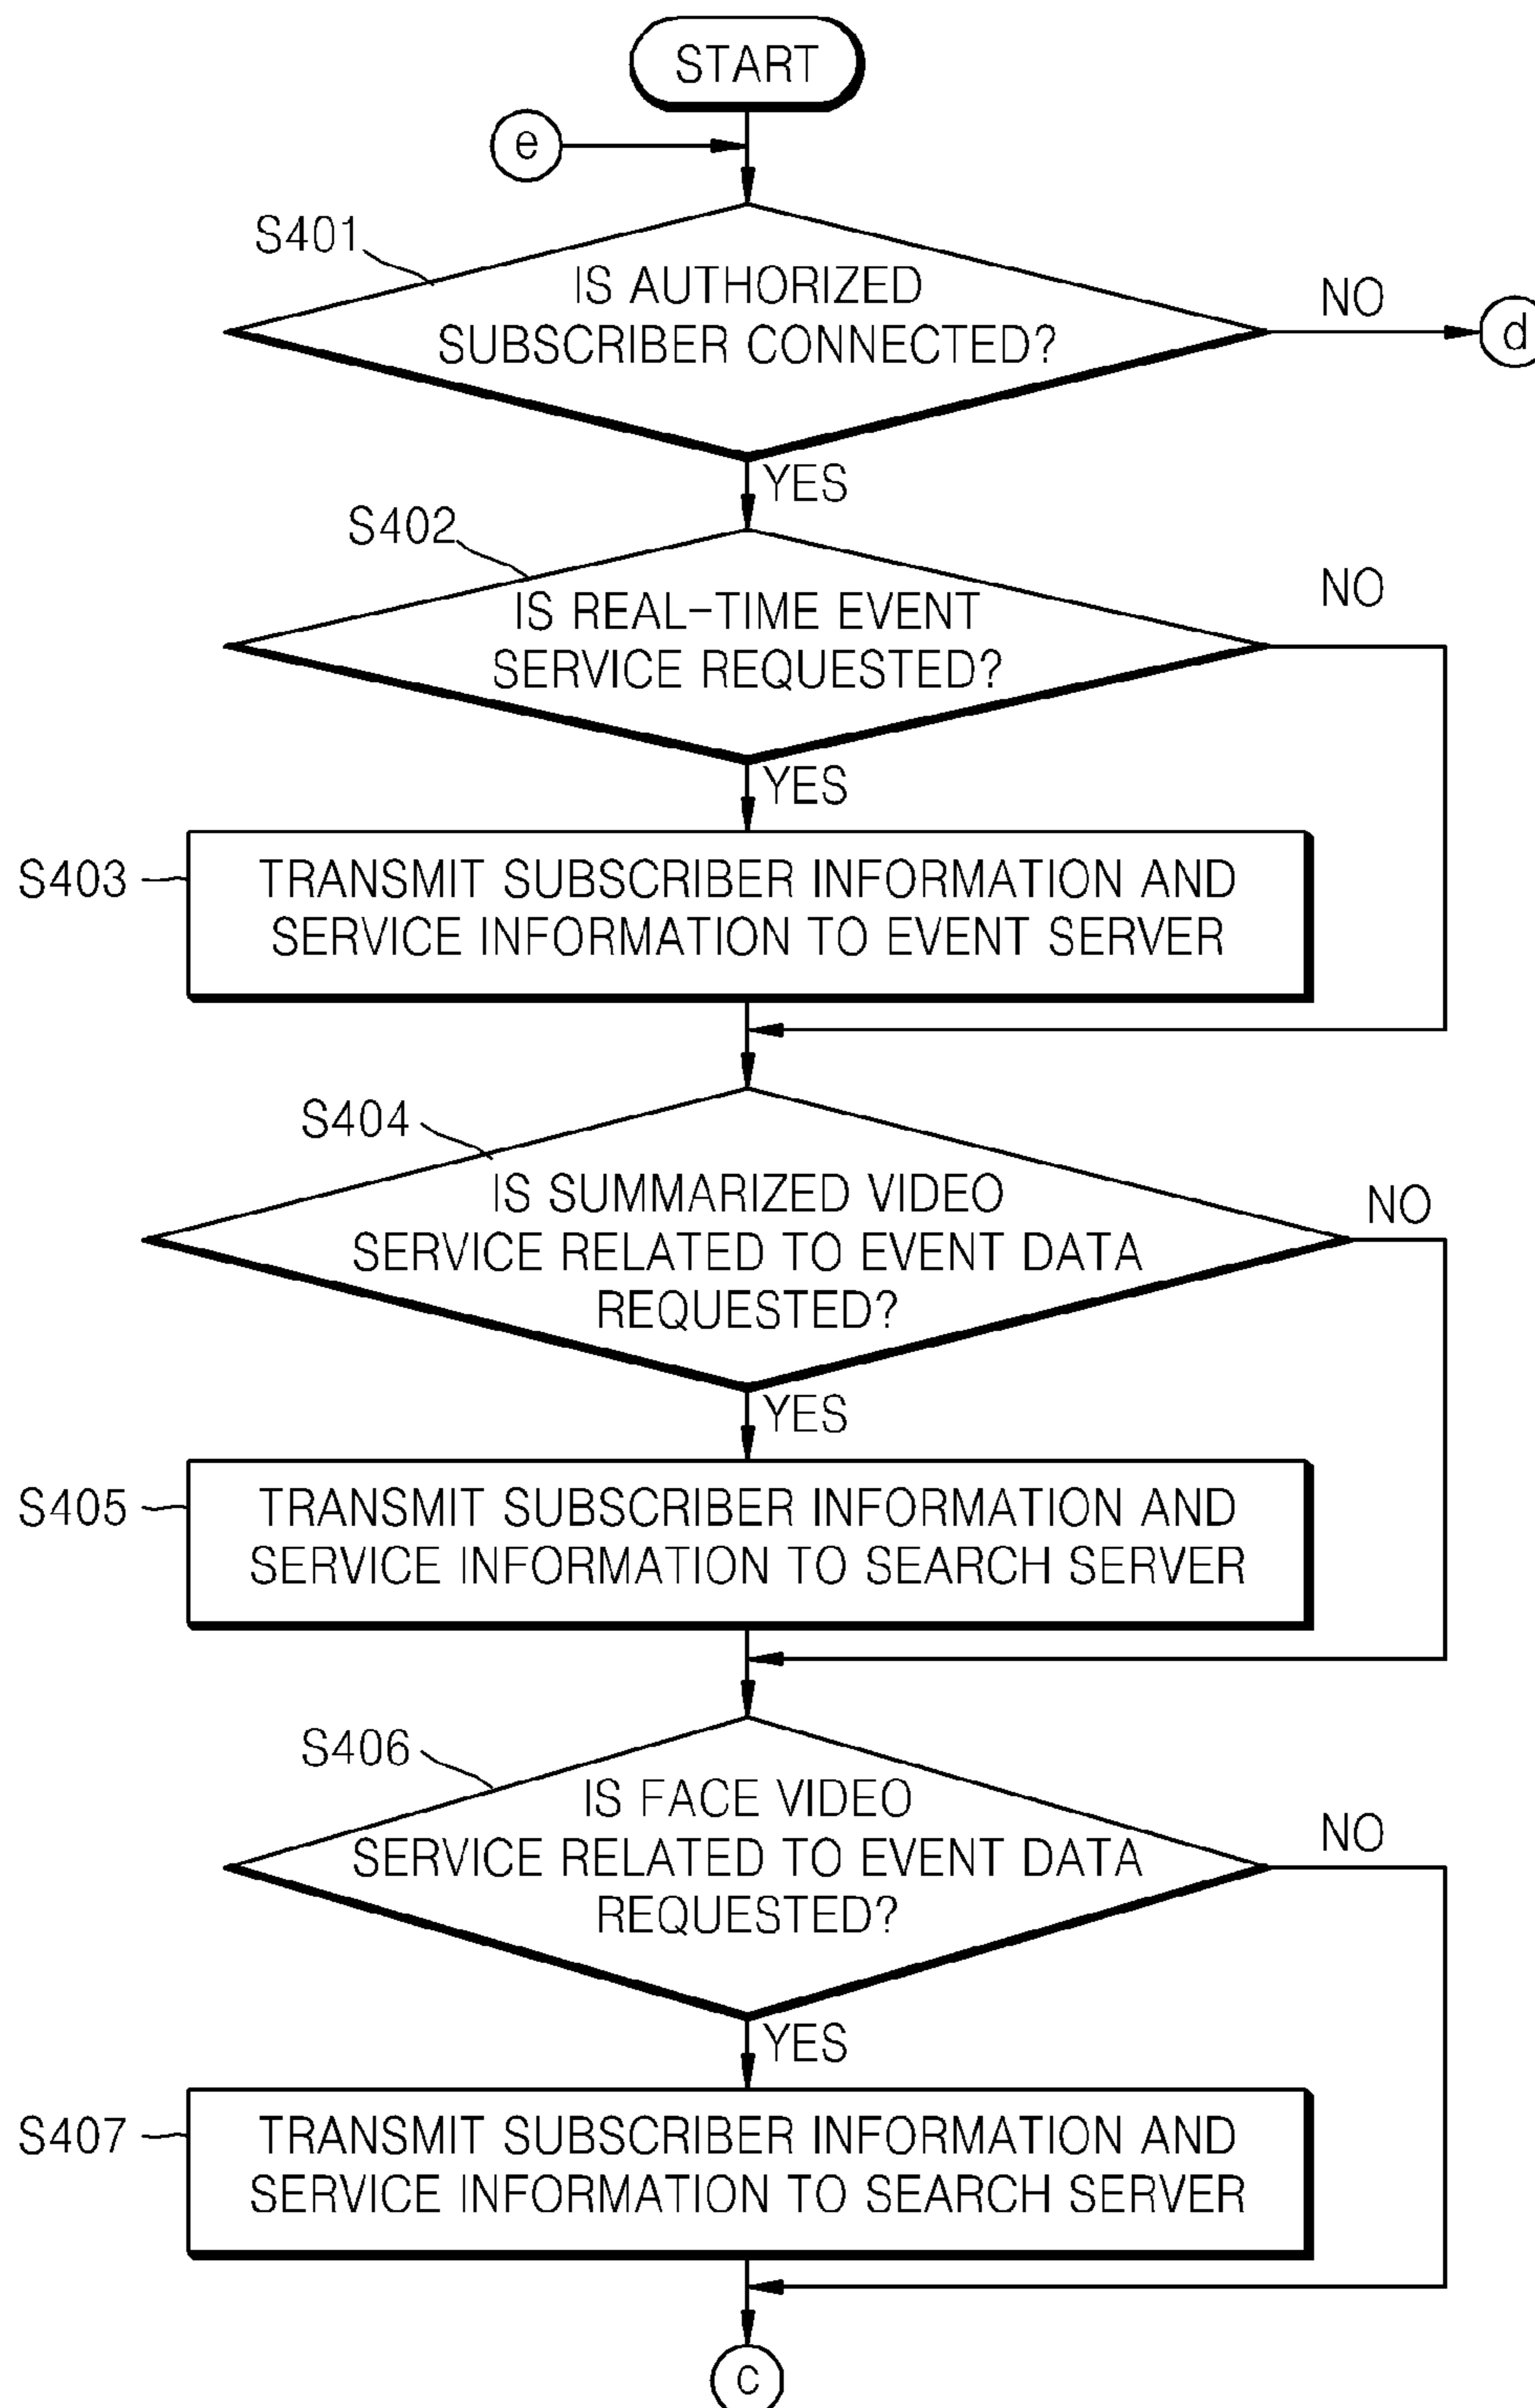 START
e
S401
IS AUTHORIZED
SUBSCRIBER CONNECTED?
NO
d
YES
S402
IS REAL-TIME EVENT
SERVICE REQUESTED?
NO
YES
S403
TRANSMIT SUBSCRIBER INFORMATION AND
SERVICE INFORMATION TO EVENT SERVER
S404
IS SUMMARIZED VIDEO
SERVICE RELATED TO EVENT DATA
REQUESTED?
NO
YES
S405
TRANSMIT SUBSCRIBER INFORMATION AND
SERVICE INFORMATION TO SEARCH SERVER
S406
IS FACE VIDEO
SERVICE RELATED TO EVENT DATA
REQUESTED?
NO
YES
S407
TRANSMIT SUBSCRIBER INFORMATION AND
SERVICE INFORMATION TO SEARCH SERVER
c